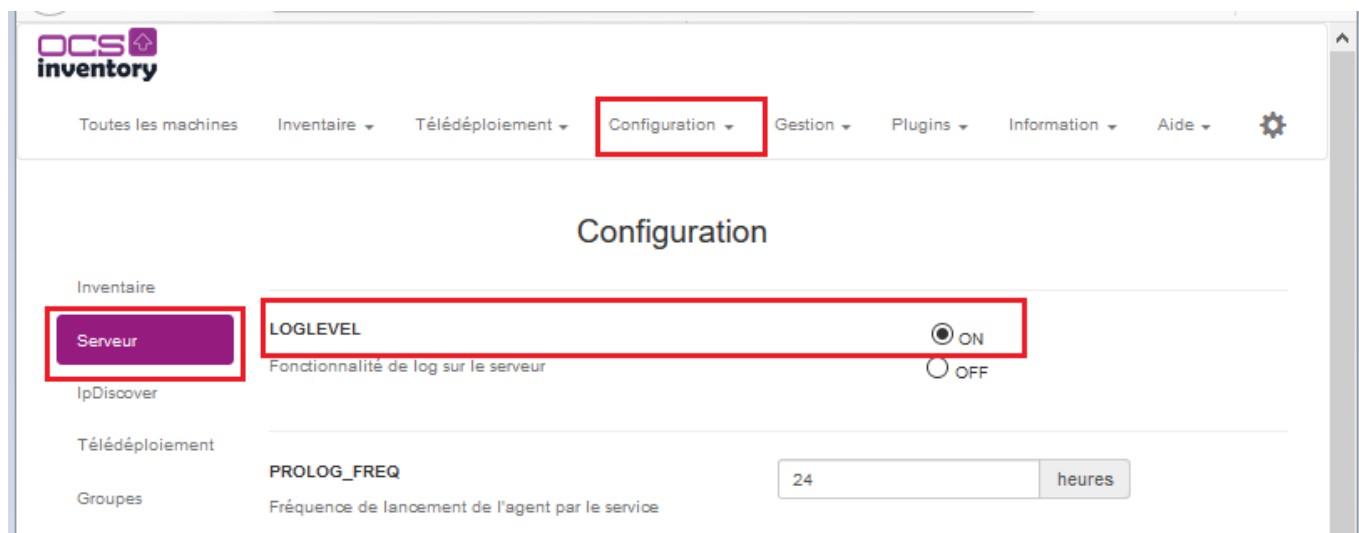 OCS
inventory
Toutes les machines Inventaire Télédéploiement Configuration Gestion Plugins Information Aide
Configuration
Inventaire
Serveur
IpDiscover
Télédéploiement
Groupes
LOGLEVEL
Fonctionnalité de log sur le serveur
ON
OFF
PROLOG_FREQ
Fréquence de lancement de l'agent par le service
24 heures